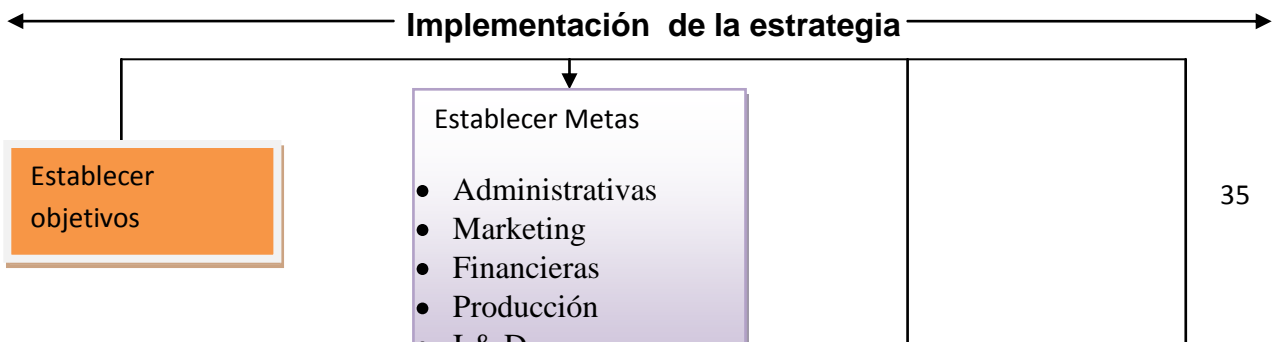 Implementación de la estrategia
Establecer Metas
Establecer
objetivos
• Administrativas
• Marketing
• Financieras
• Producción
35